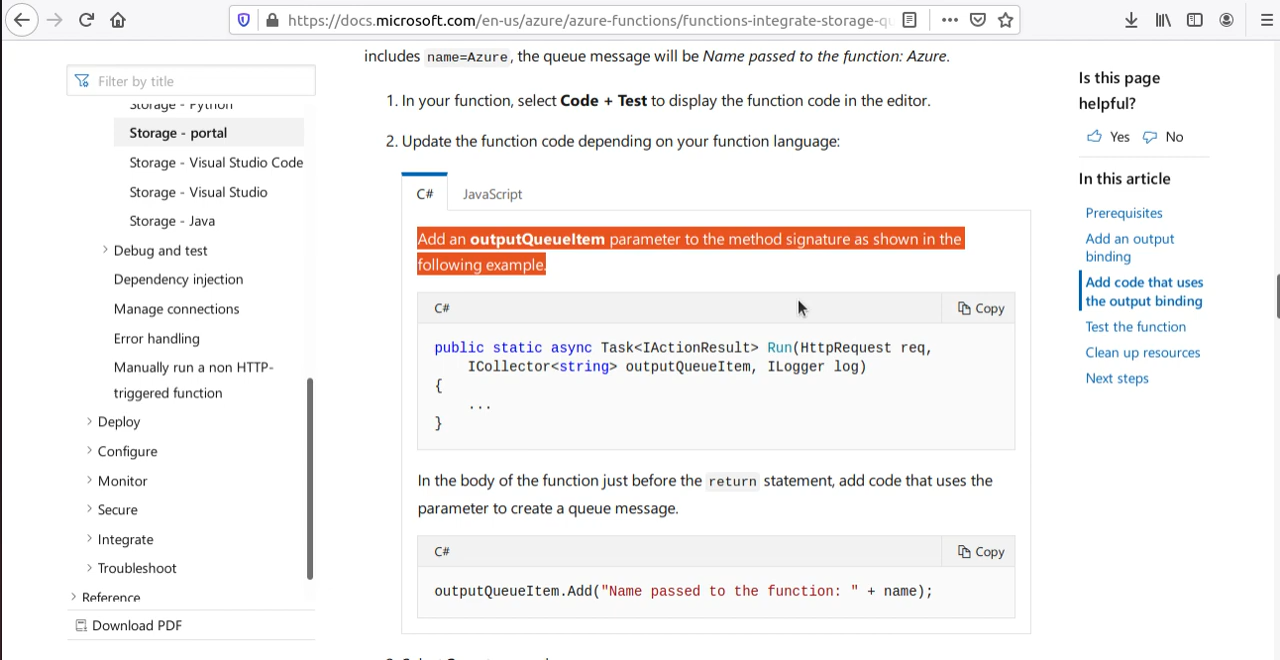 https://docs.microsoft.com/en-us/azure/azure-functions/functions-integrate-storage-qu
includes name=Azure, the queue message will be Name passed to the function: Azure.
Filter by title
Storage - Python
Storage - portal
Storage - Visual Studio Code
Storage - Visual Studio
Storage - Java
Debug and test
Dependency injection
Manage connections
Error handling
Manually run a non HTTP-
triggered function
Deploy
Configure
Monitor
Secure
Integrate
Troubleshoot
Reference
Download PDF
1. In your function, select Code + Test to display the function code in the editor.
2. Update the function code depending on your function language:
C# JavaScript
Add an outputQueueItem parameter to the method signature as shown in the
following example.
C# Copy
public static async Task<IActionResult> Run(HttpRequest req,
ICollector<string> outputQueueItem, ILogger log)
{
...
}
In the body of the function just before the return statement, add code that uses the
parameter to create a queue message.
C# Copy
outputQueueItem.Add("Name passed to the function: " + name);
Is this page
helpful?
Yes No
In this article
Prerequisites
Add an output
binding
Add code that uses
the output binding
Test the function
Clean up resources
Next steps